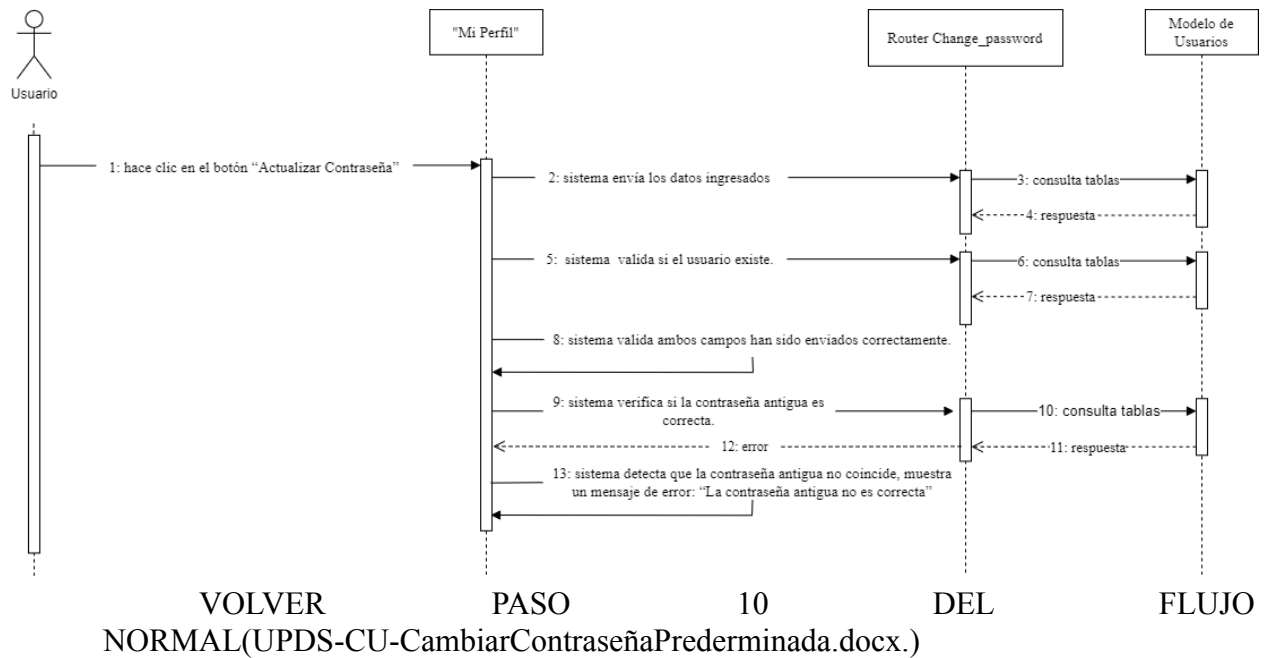 "Mi Perfil"
Router Change_password
Modelo de
Usuarios
Usuario
1: hace clic en el botón “Actualizar Contraseña”
2: sistema envía los datos ingresados
3: consulta tablas
4: respuesta
5: sistema valida si el usuario existe.
6: consulta tablas
7: respuesta
8: sistema valida ambos campos han sido enviados correctamente.
9: sistema verifica si la contraseña antigua es
correcta.
10: consulta tablas
11: respuesta
12: error
13: sistema detecta que la contraseña antigua no coincide, muestra
un mensaje de error: “La contraseña antigua no es correcta”
VOLVER PASO 10 DEL FLUJO
NORMAL(UPDS-CU-CambiarContraseñaPrederminada.docx.)